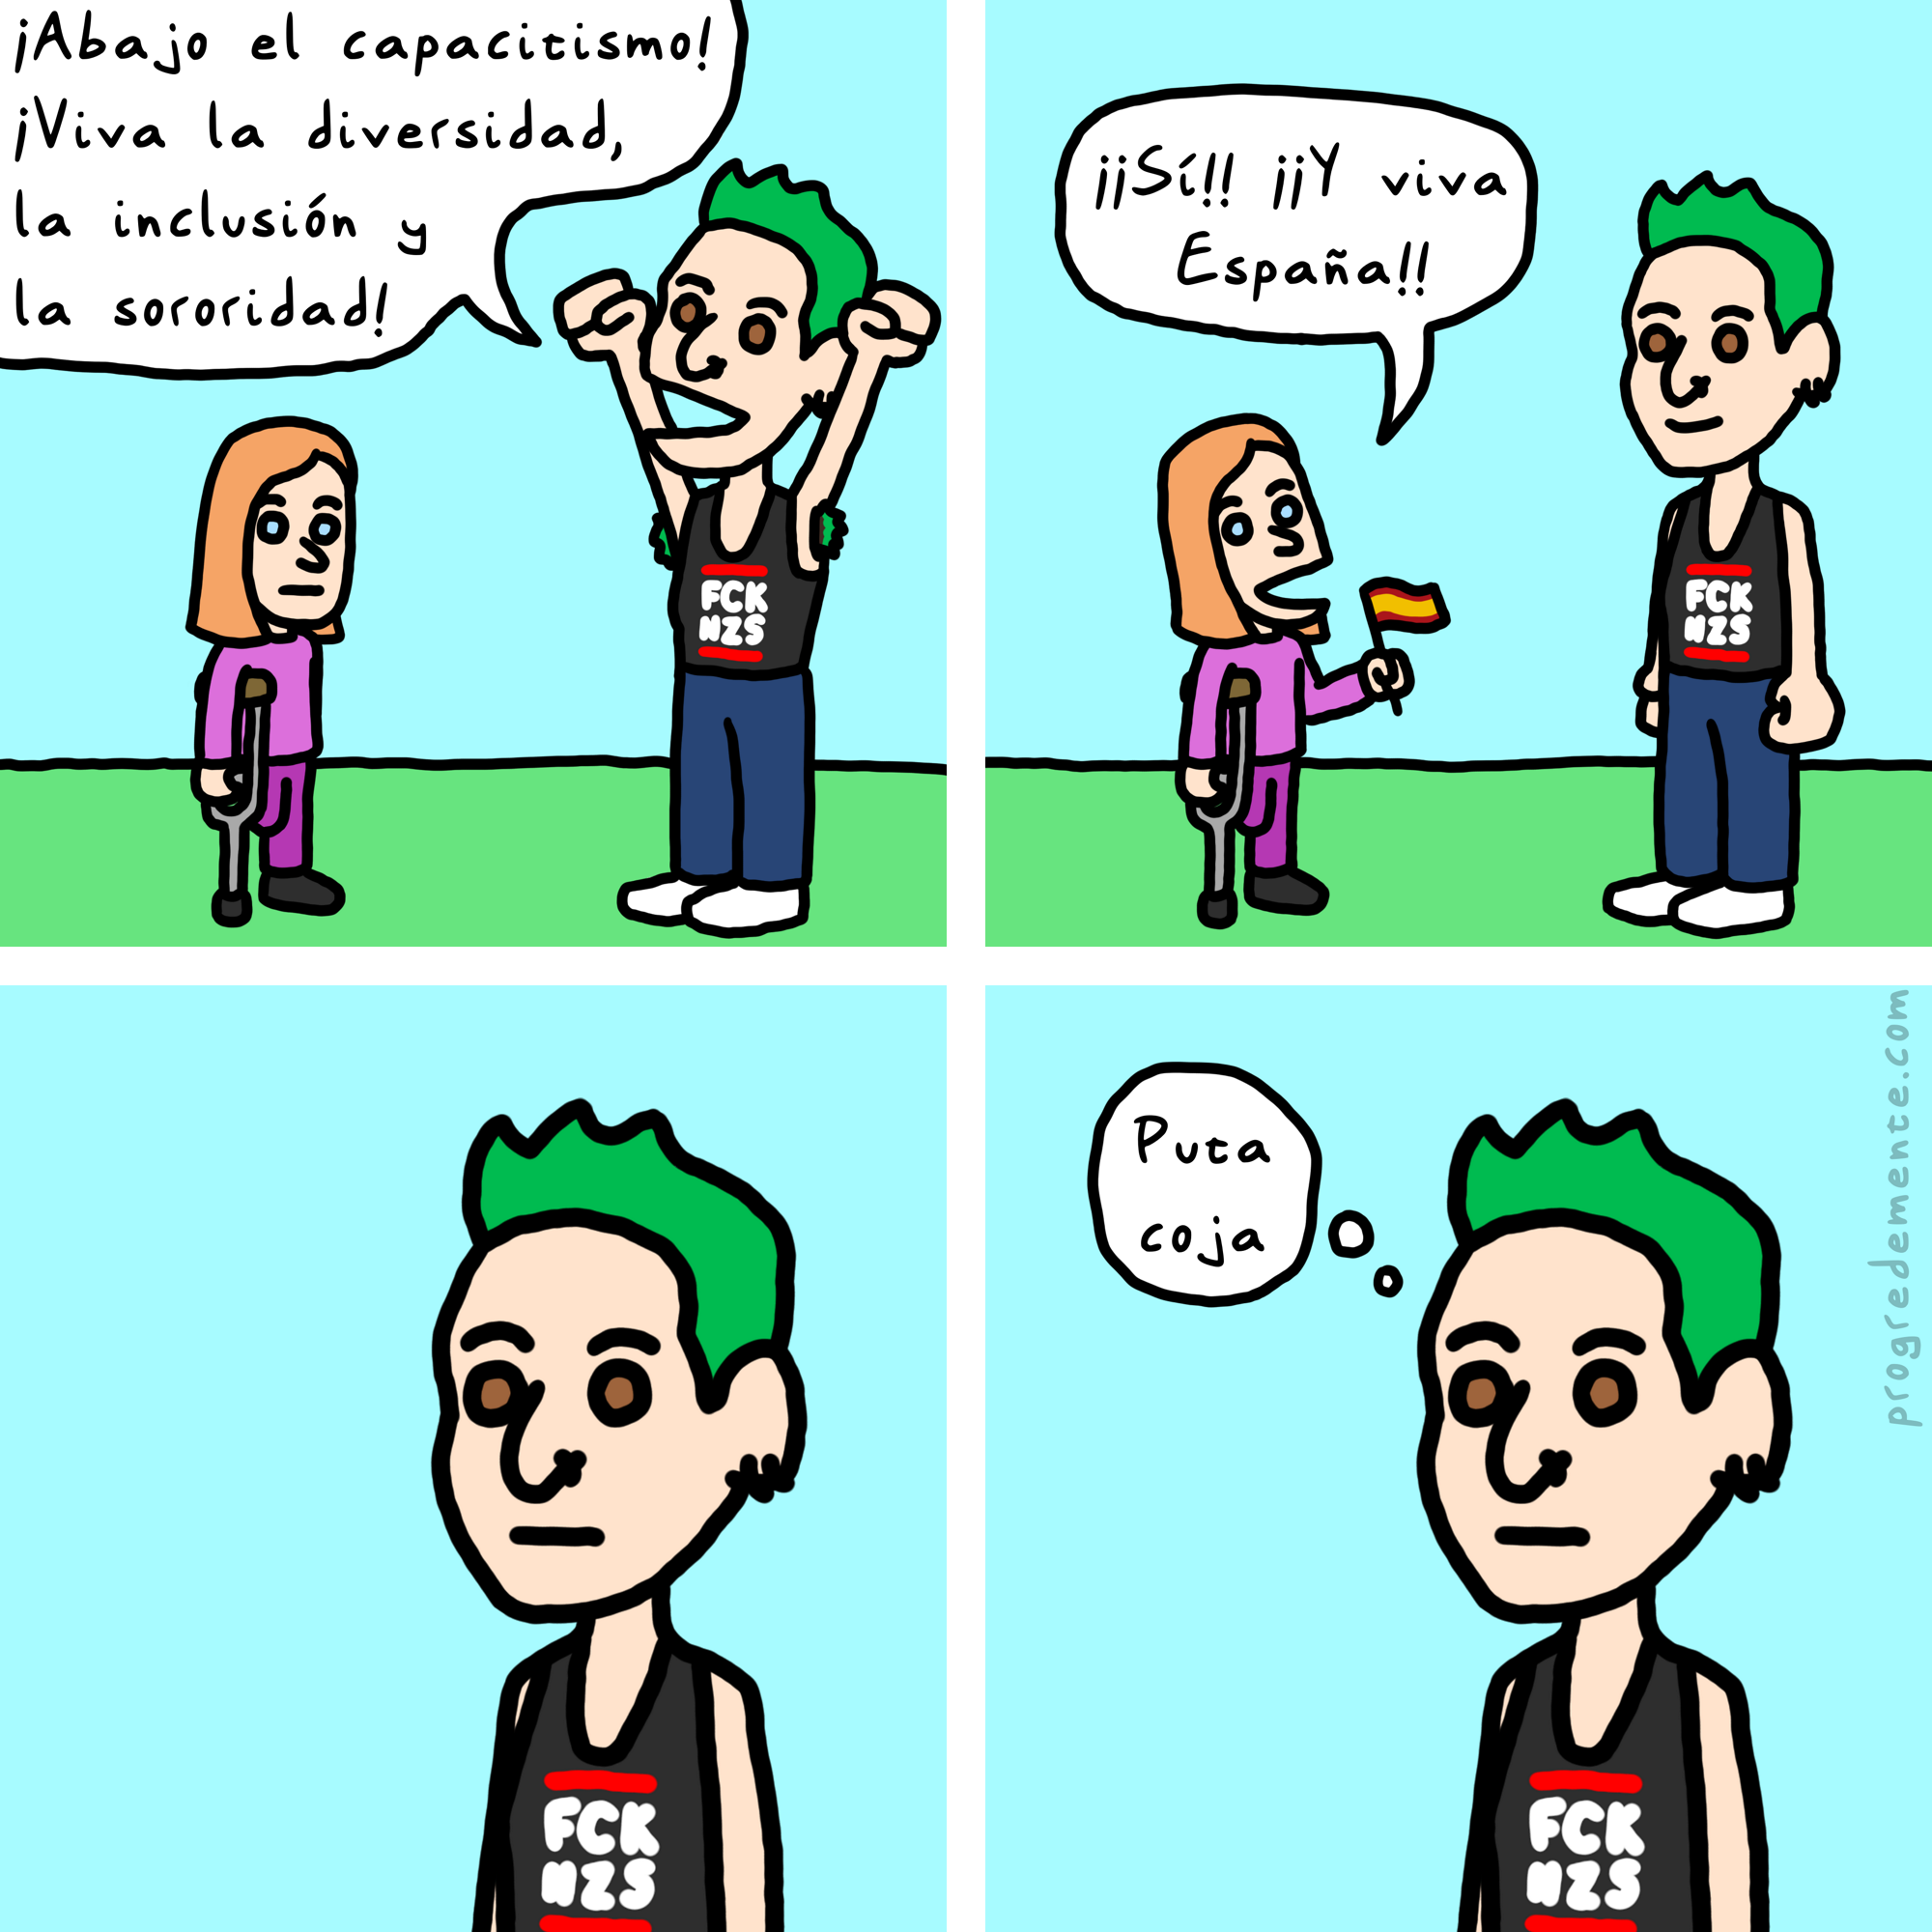 ¡Abajo el capacitismo!
¡Viva la diversidad,
la inclusión y
la sororidad!
FCK
NZS
¡¡Sí!! ¡¡Y viva
España!!
FCK
NZS
FCK
NZS
Puta
coja
FCK
NZS
progredemente.com